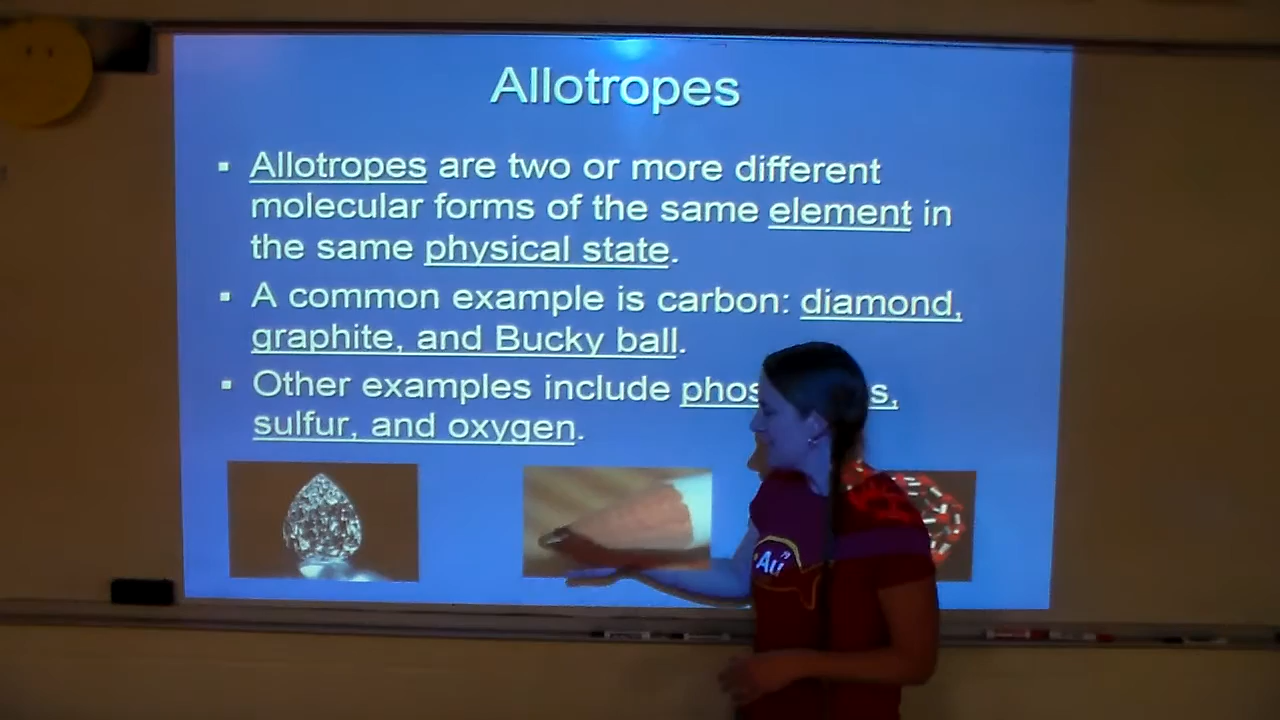 Allotropes
▪ Allotropes are two or more different
molecular forms of the same element in
the same physical state.
▪ A common example is carbon: diamond,
graphite, and Bucky ball.
▪ Other examples include phos s,
sulfur, and oxygen.
Au